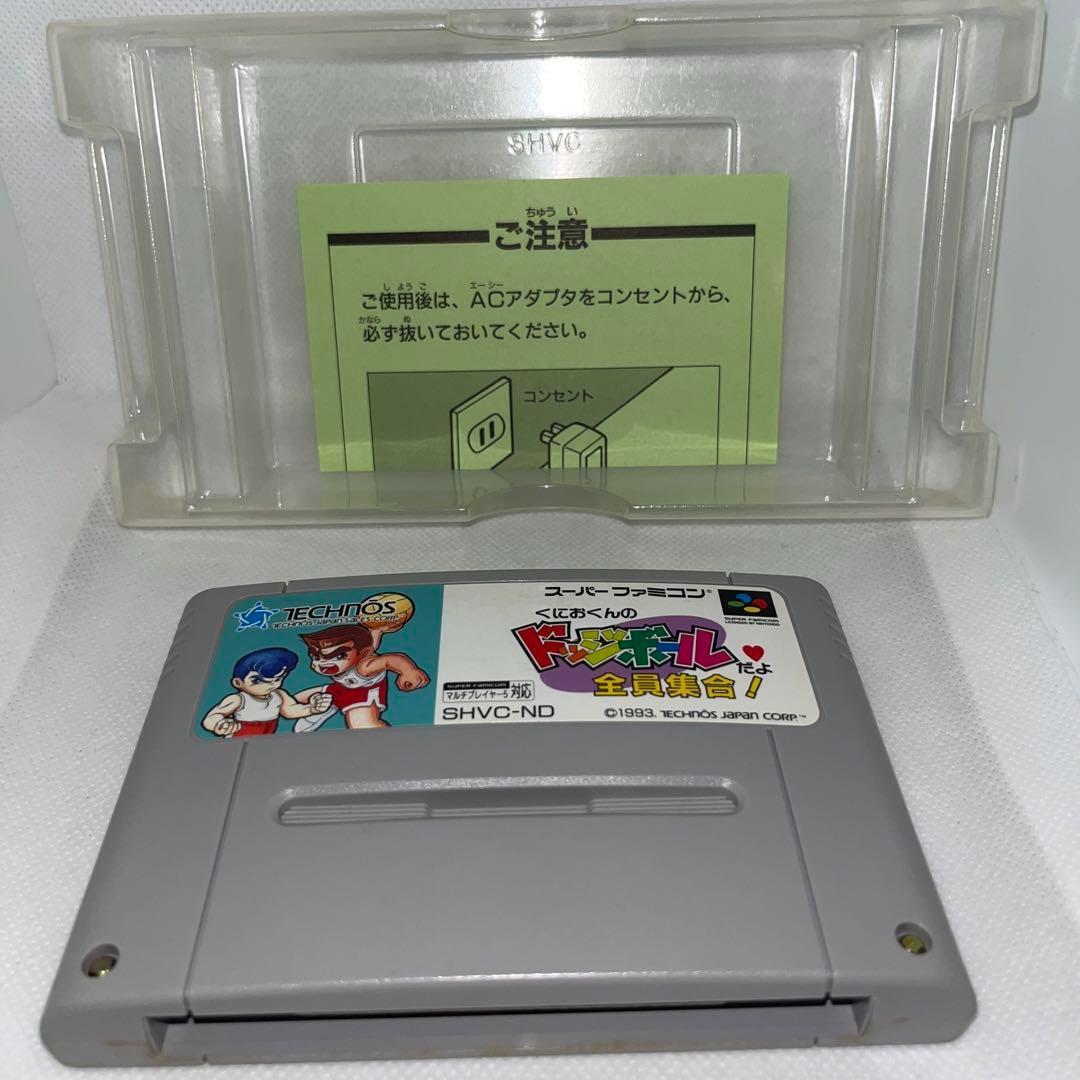 SHVC
ちゅう い
ご注意
し よう ご エーシー
ご使用後は、ACアダプタをコンセントから、
かなら ぬ
必ず抜いておいてください。
コンセント
TECHNOS
TECHNOS JAPAN SALES CORP.
スーパー ファミコン®
SUPER FAMICOM
LICENSED BY NINTENDO
くにおくんの
ドッジボール♥だよ
全員集合!
SUPER FAMICOM
マルチプレイヤー5 対応
SHVC-ND
©1993. TECHNOS JAPAN CORP.™